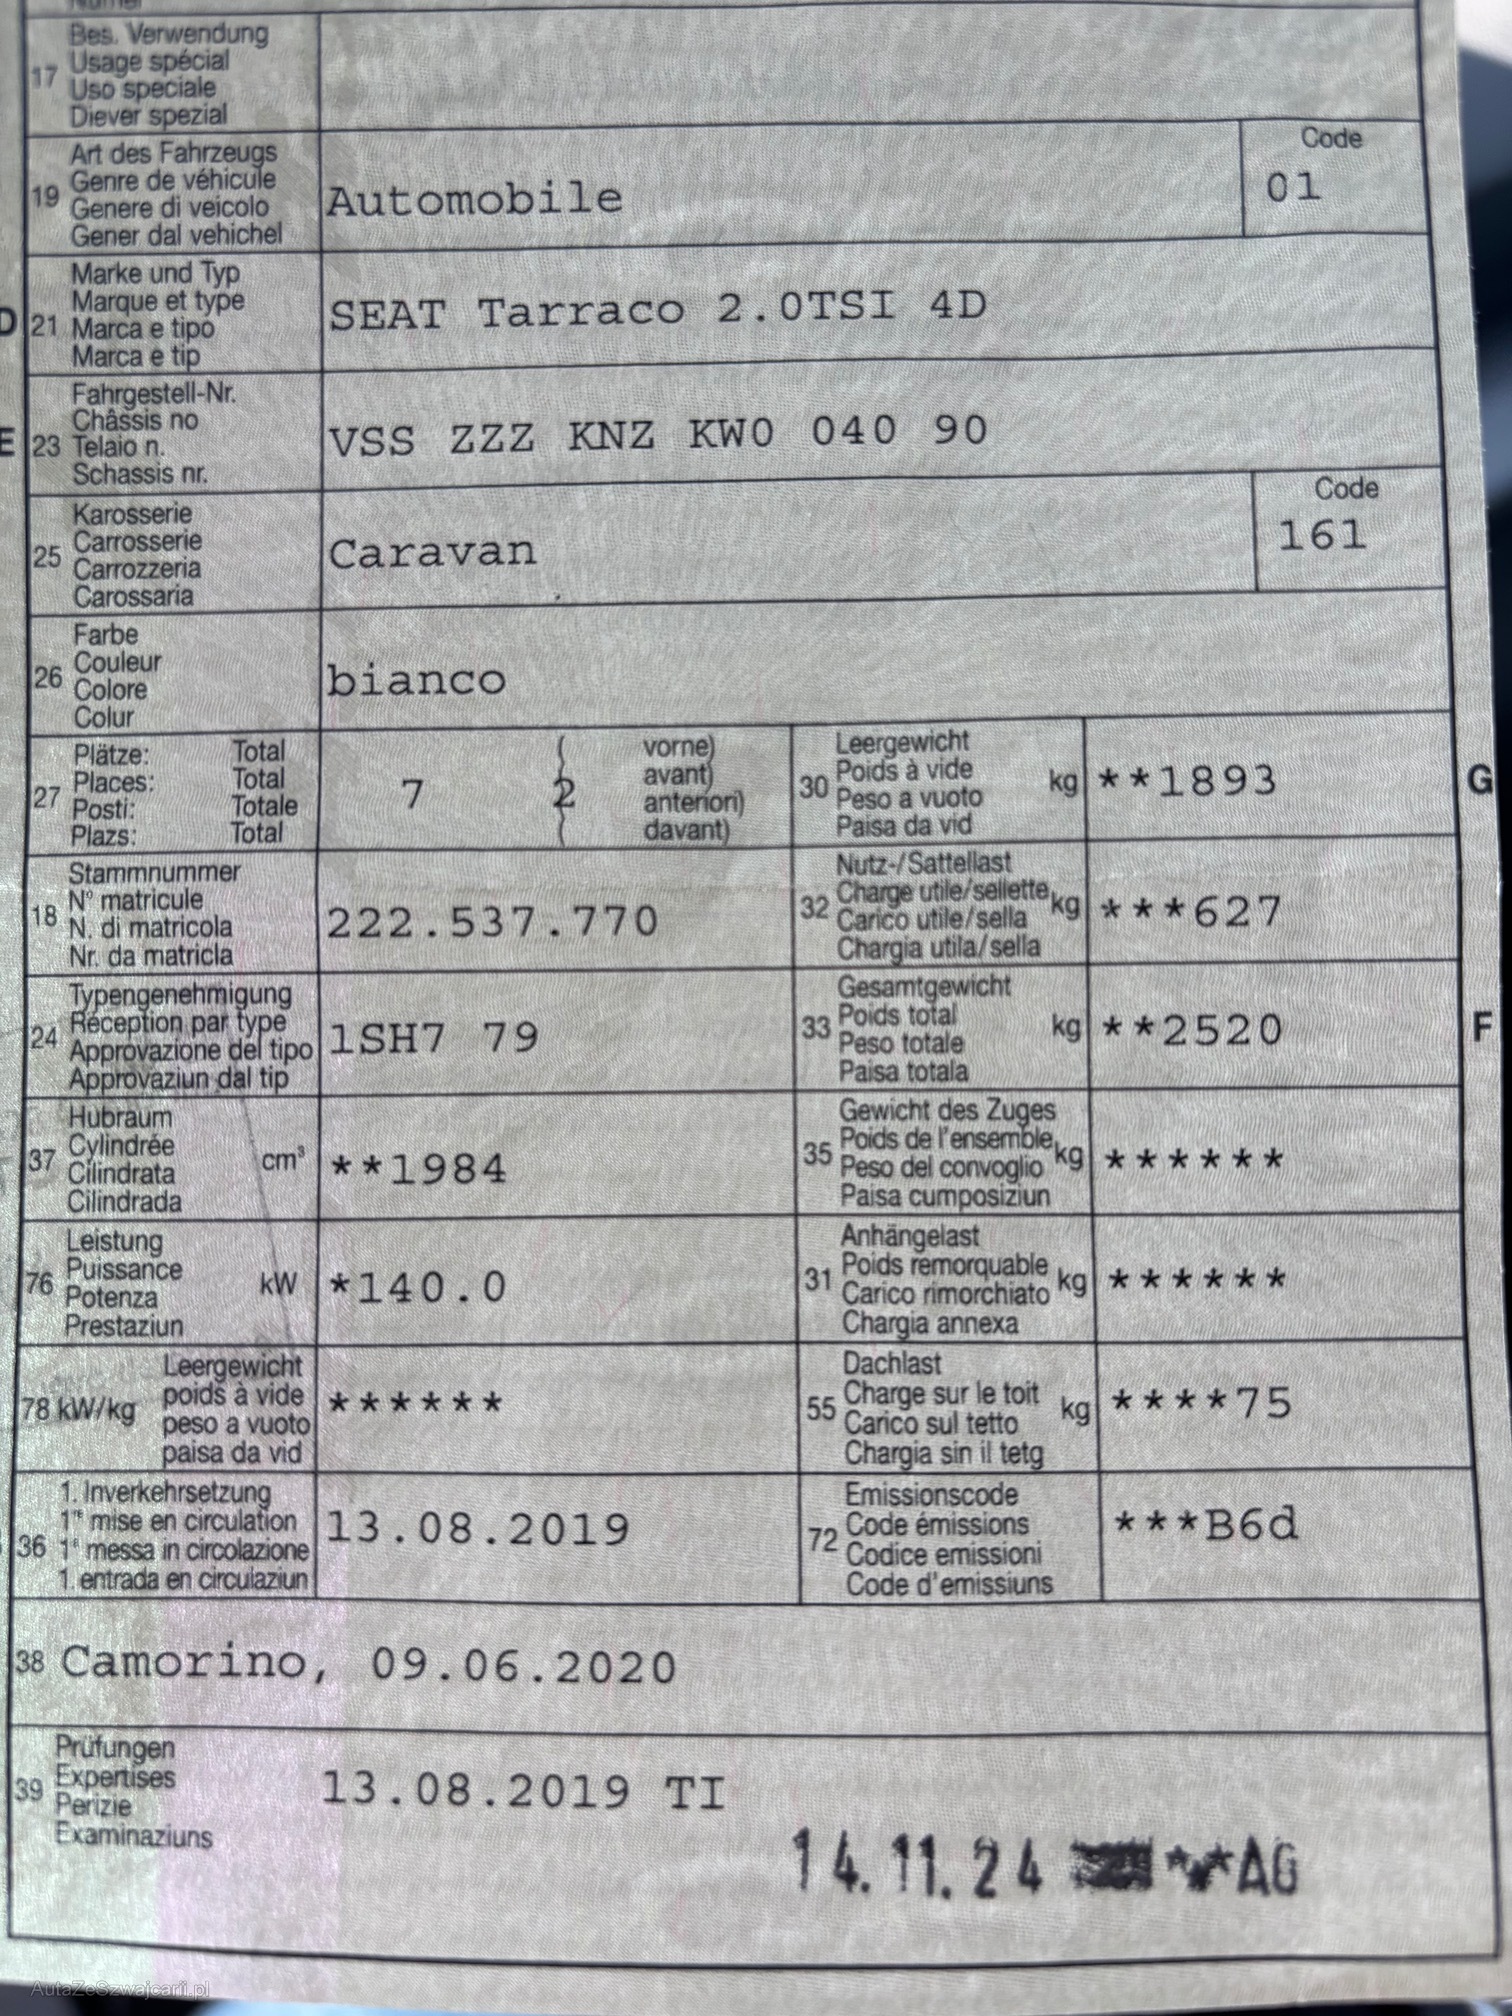 17 Bes. Verwendung
Usage spécial
Uso speciale
Diever spezial
19 Art des Fahrzeugs
Genre de véhicule
Genere di veicolo
Gener dal vehichel
Automobile
Code
01
D 21 Marke und Typ
Marque et type
Marca e tipo
Marca e tip
SEAT Tarraco 2.0TSI 4D
E 23 Fahrgestell-Nr.
Châssis no
Telaio n.
Schassis nr.
VSS ZZZ KNZ KW0 040 90
25 Karosserie
Carrosserie
Carrozzeria
Carossaria
Caravan
Code
161
26 Farbe
Couleur
Colore
Colur
bianco
27 Plätze: Total
Places: Total
Posti: Totale
Plazs: Total
7 ( 2 vorne)
avant)
anteriori)
( davant)
30 Leergewicht
Poids à vide
Peso a vuoto
Paisa da vid
kg **1893 G
18 Stammnummer
N° matricule
N. di matricola
Nr. da matricla
222.537.770
32 Nutz-/Sattellast
Charge utile/sellette
Carico utile/sella
Chargia utila/sella
kg ***627
24 Typengenehmigung
Réception par type
Approvazione del tipo
Approvaziun dal tip
1SH7 79
33 Gesamtgewicht
Poids total
Peso totale
Paisa totala
kg **2520 F
37 Hubraum
Cylindrée
Cilindrata
Cilindrada
cm³ **1984
35 Gewicht des Zuges
Poids de l'ensemble
Peso del convoglio
Paisa cumposiziun
kg ******
76 Leistung
Puissance
Potenza
Prestaziun
kW *140.0
31 Anhängelast
Poids remorquable
Carico rimorchiato
Chargia annexa
kg ******
78 kW/kg Leergewicht
poids à vide
peso a vuoto
paisa da vid
******
55 Dachlast
Charge sur le toit
Carico sul tetto
Chargia sin il tetg
kg ****75
36 1. Inverkehrsetzung
1re mise en circulation
1a messa in circolazione
1. entrada en circulaziun
13.08.2019
72 Emissionscode
Code émissions
Codice emissioni
Code d'emissiuns
***B6d
38 Camorino, 09.06.2020
39 Prüfungen
Expertises
Perizie
Examinaziuns
13.08.2019 TI
14.11.24 **AG
AutaZeSzwajcarii.pl